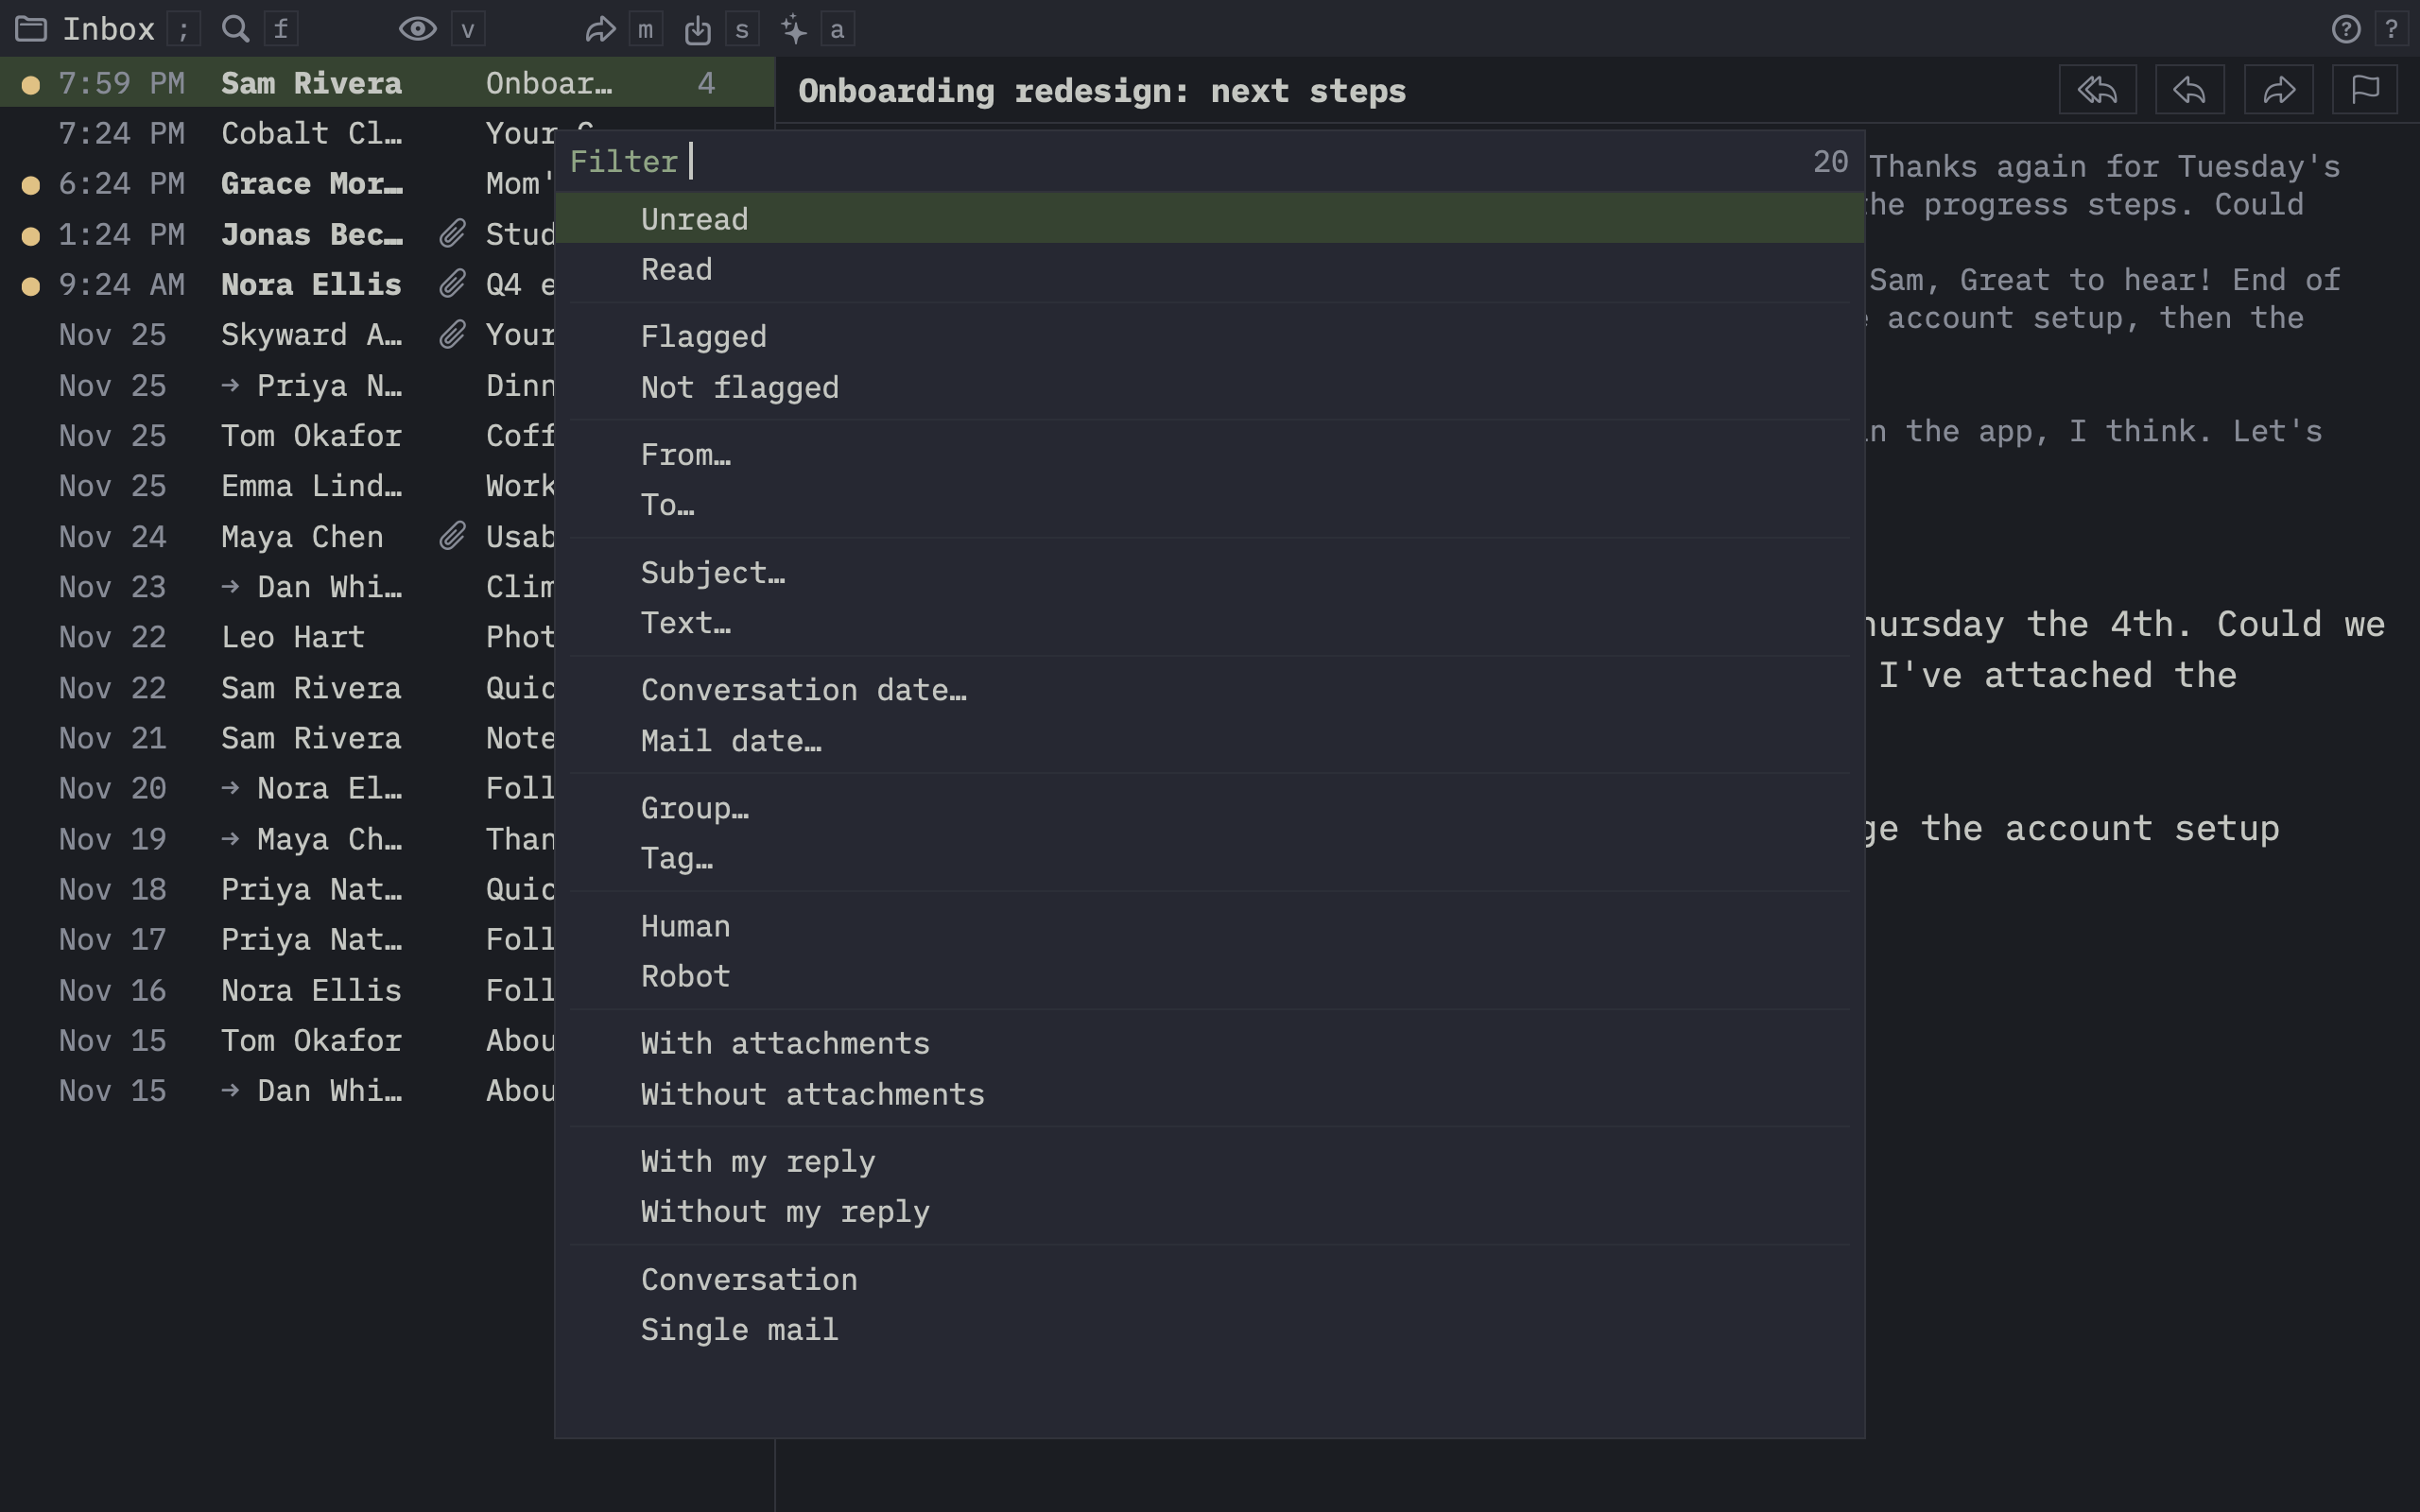 Inbox ; f v m s a ?
7:59 PM Sam Rivera Onboar… 4
7:24 PM Cobalt Cl… Your
6:24 PM Grace Mor… Mom'
1:24 PM Jonas Bec… Stud
9:24 AM Nora Ellis Q4 e
Nov 25 Skyward A… Your
Nov 25 → Priya N… Dinn
Nov 25 Tom Okafor Coff
Nov 25 Emma Lind… Work
Nov 24 Maya Chen Usab
Nov 23 → Dan Whi… Clim
Nov 22 Leo Hart Phot
Nov 22 Sam Rivera Quic
Nov 21 Sam Rivera Note
Nov 20 → Nora El… Foll
Nov 19 → Maya Ch… Than
Nov 18 Priya Nat… Quic
Nov 17 Priya Nat… Foll
Nov 16 Nora Ellis Foll
Nov 15 Tom Okafor Abou
Nov 15 → Dan Whi… Abou
Onboarding redesign: next steps
Filter 20
Unread
Read
Flagged
Not flagged
From…
To…
Subject…
Text…
Conversation date…
Mail date…
Group…
Tag…
Human
Robot
With attachments
Without attachments
With my reply
Without my reply
Conversation
Single mail
Thanks again for Tuesday's
he progress steps. Could
Sam, Great to hear! End of
account setup, then the
n the app, I think. Let's
hursday the 4th. Could we
I've attached the
ge the account setup